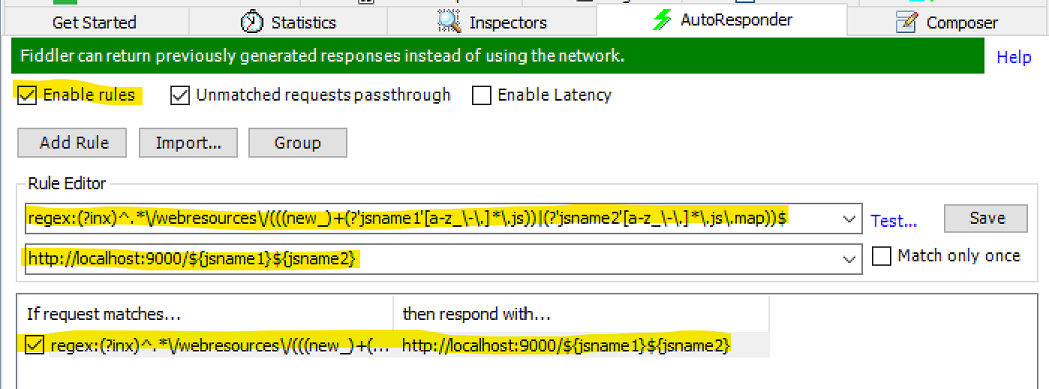 Get Started Statistics Inspectors AutoResponder Composer
Fiddler can return previously generated responses instead of using the network. Help
Enable rules Unmatched requests passthrough Enable Latency
Add Rule Import... Group
Rule Editor
regex:(?inx)^.*\/webresources\/(((new_)+(?'jsname1'[a-z_\-\.]*\.js))|(?'jsname2'[a-z_\-\.]*\.js\.map))$ Test... Save
http://localhost:9000/${jsname1}${jsname2} Match only once
If request matches... then respond with...
regex:(?inx)^.*\/webresources\/(((new_)+(... http://localhost:9000/${jsname1}${jsname2}